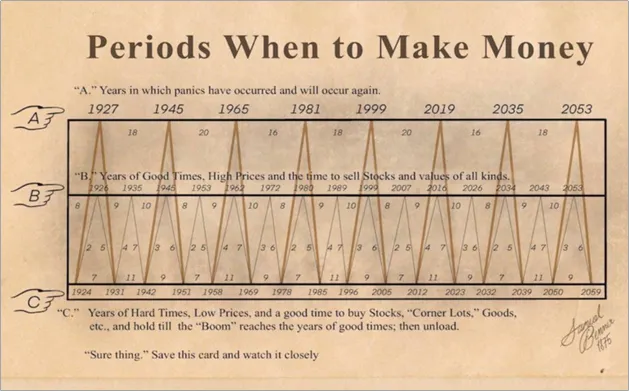 Periods When to Make Money
“A.” Years in which panics have occurred and will occur again.
1927 1945 1965 1981 1999 2019 2035 2053
A
18 20 16 18 20 16 18
“B.” Years of Good Times, High Prices and the time to sell Stocks and values of all kinds.
1926 1935 1945 1953 1962 1972 1980 1989 1999 2007 2016 2026 2034 2043 2053
B
8 9 10 8 9 10 8 9 10 8 9 10 8 9 10
2 5 4 7 3 6 2 5 4 7 3 6 2 5 4 7 3 6 2 5 4 7 3 6 2 5 4 7 3 6
7 11 9 7 11 9 7 11 9 7 11 9 7 11 9
1924 1931 1942 1951 1958 1969 1978 1985 1996 2005 2012 2023 2032 2039 2050 2059
C
“C.” Years of Hard Times, Low Prices, and a good time to buy Stocks, “Corner Lots,” Goods,
etc., and hold till the “Boom” reaches the years of good times; then unload.
“Sure thing.” Save this card and watch it closely
Samuel
Benner
1875